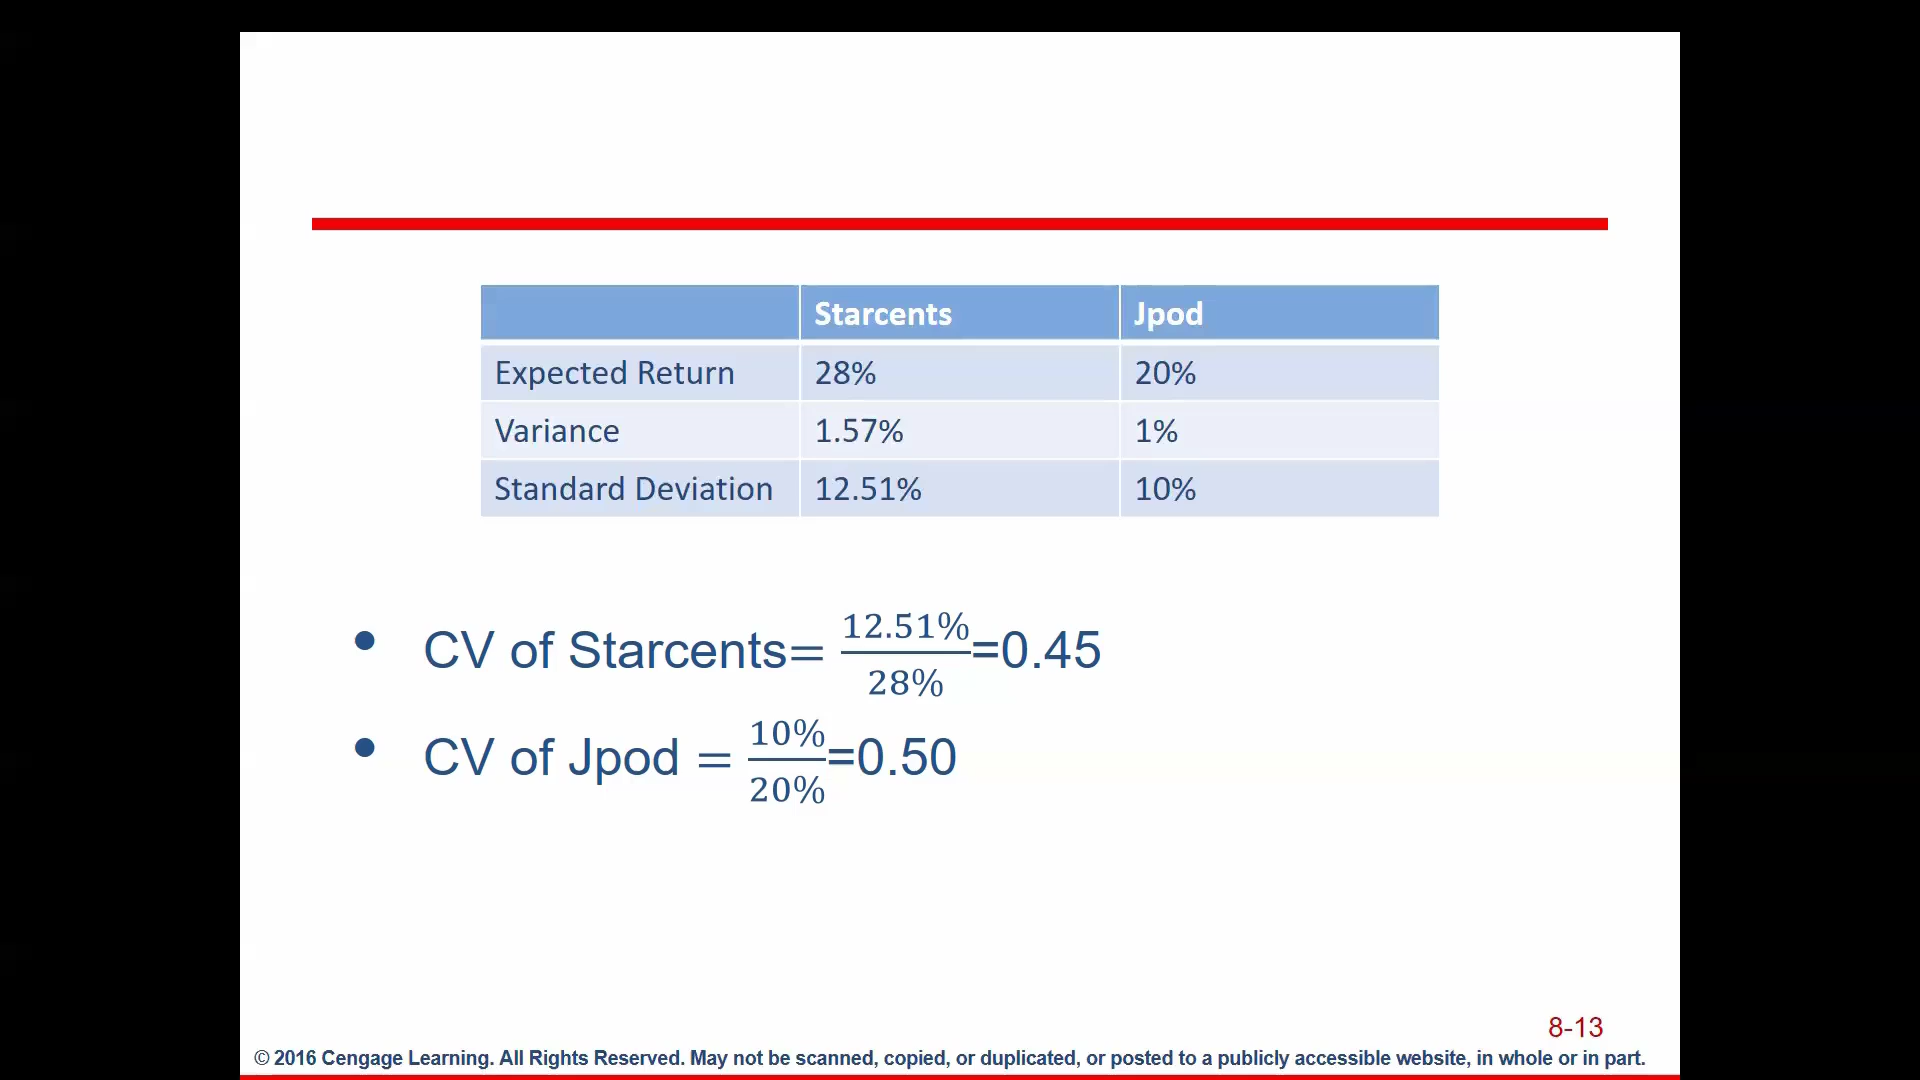 Starcents Jpod
Expected Return 28% 20%
Variance 1.57% 1%
Standard Deviation 12.51% 10%
• CV of Starcents= 12.51%/28% =0.45
• CV of Jpod = 10%/20% =0.50
8-13
© 2016 Cengage Learning. All Rights Reserved. May not be scanned, copied, or duplicated, or posted to a publicly accessible website, in whole or in part.